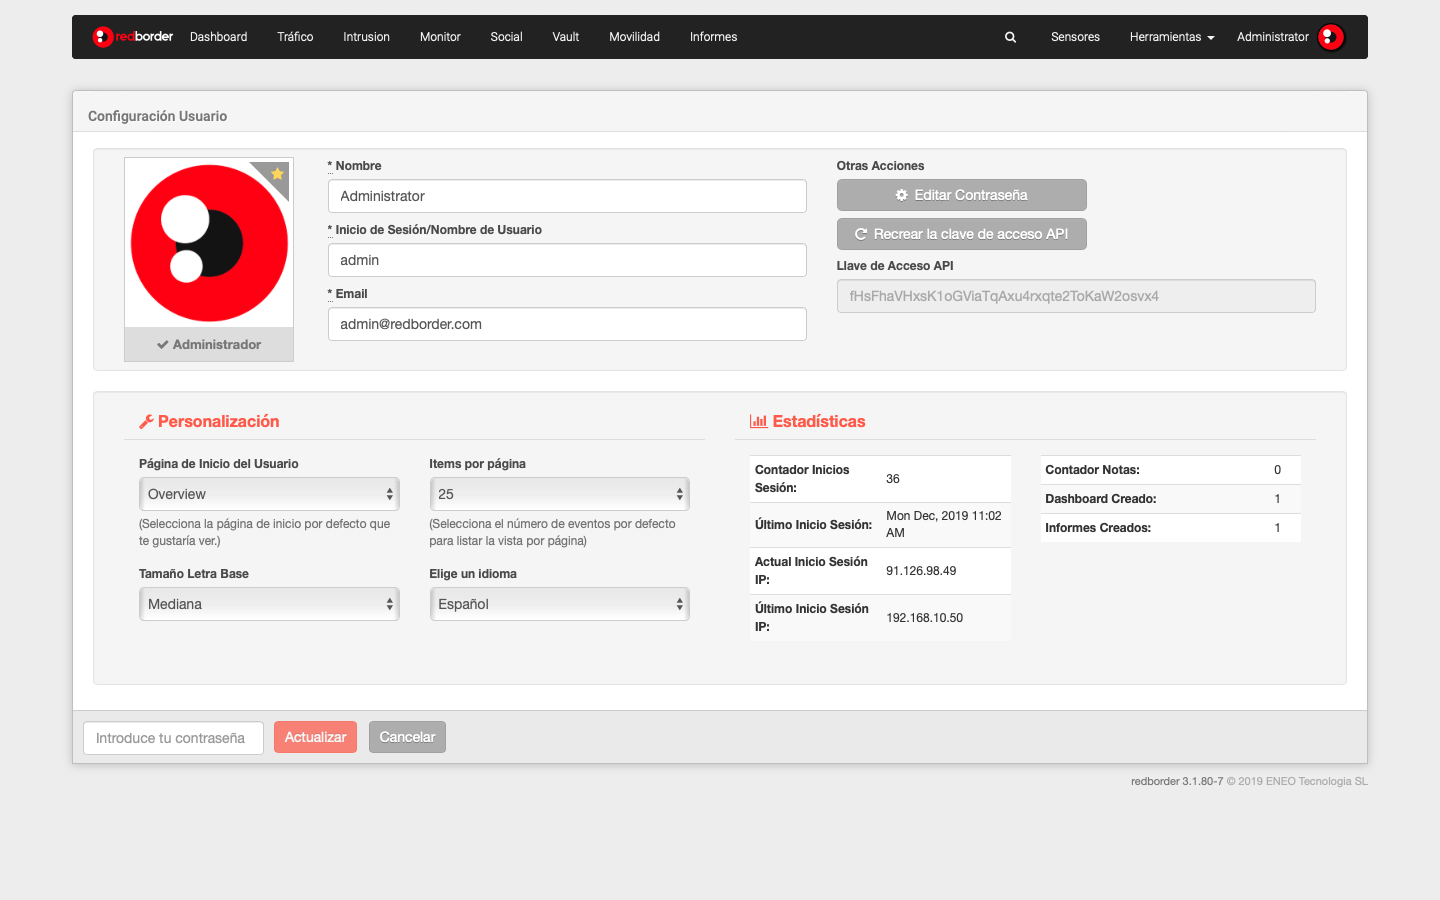 redborder Dashboard Tráfico Intrusion Monitor Social Vault Movilidad Informes Sensores Herramientas Administrator
Configuración Usuario
Administrador
* Nombre
Administrator
* Inicio de Sesión/Nombre de Usuario
admin
* Email
admin@redborder.com
Otras Acciones
Editar Contraseña
Recrear la clave de acceso API
Llave de Acceso API
fHsFhaVHxsK1oGViaTqAxu4rxqte2ToKaW2osvx4
Personalización
Página de Inicio del Usuario
Overview
(Selecciona la página de inicio por defecto que
te gustaría ver.)
Items por página
25
(Selecciona el número de eventos por defecto
para listar la vista por página)
Tamaño Letra Base
Mediana
Elige un idioma
Español
Estadísticas
Contador Inicios
Sesión:
36
Último Inicio Sesión:
Mon Dec, 2019 11:02
AM
Actual Inicio Sesión
IP:
91.126.98.49
Último Inicio Sesión
IP:
192.168.10.50
Contador Notas: 0
Dashboard Creado: 1
Informes Creados: 1
Introduce tu contraseña Actualizar Cancelar
redborder 3.1.80-7 © 2019 ENEO Tecnologia SL